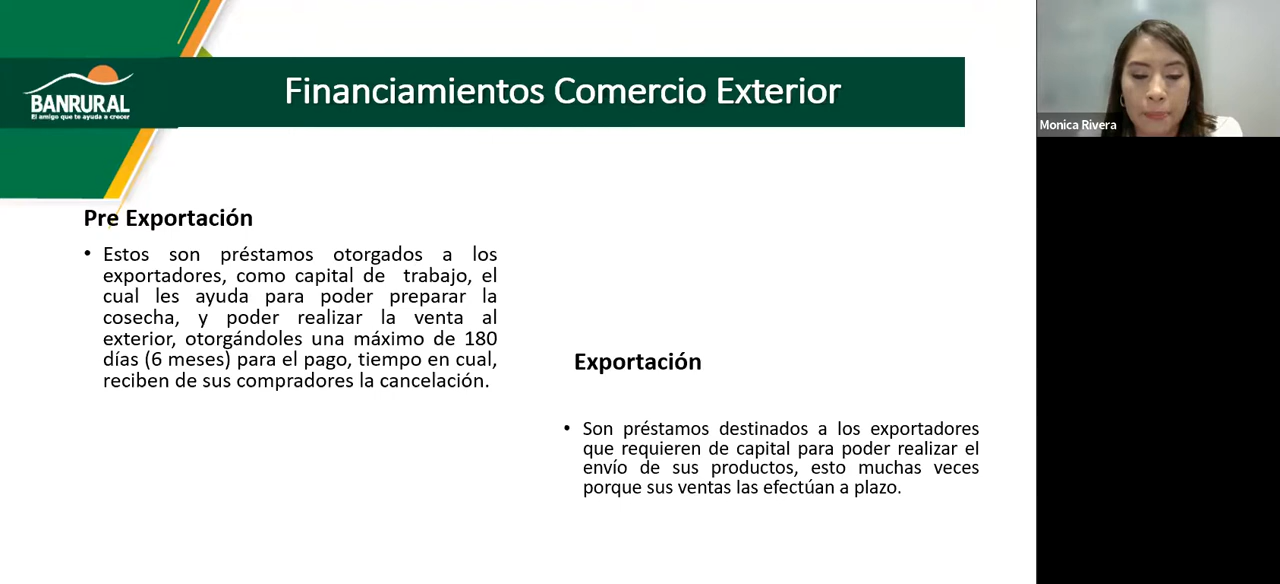 Financiamientos Comercio Exterior
BANRURAL
El amigo que te ayuda a crecer
Monica Rivera
Pre Exportación
• Estos son préstamos otorgados a los
exportadores, como capital de trabajo, el
cual les ayuda para poder preparar la
cosecha, y poder realizar la venta al
exterior, otorgándoles una máximo de 180
días (6 meses) para el pago, tiempo en cual,
reciben de sus compradores la cancelación.
Exportación
• Son préstamos destinados a los exportadores
que requieren de capital para poder realizar el
envío de sus productos, esto muchas veces
porque sus ventas las efectúan a plazo.